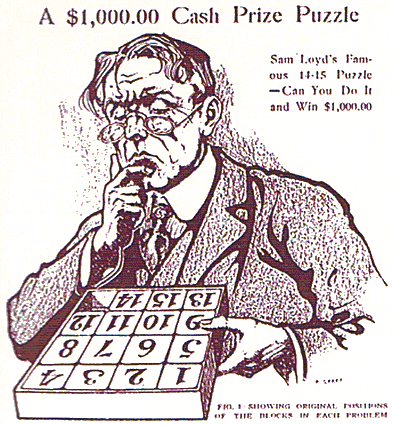 A $1,000.00 Cash Prize Puzzle
Sam Loyd's Fam-
ous 14-15 Puzzle
—Can You Do It
and Win $1,000.00
14 15 13
12 11 10 9
8 7 6 5
4 3 2 1
FIG. 1 SHOWING ORIGINAL POSITIONS
OF THE BLOCKS IN EACH PROBLEM